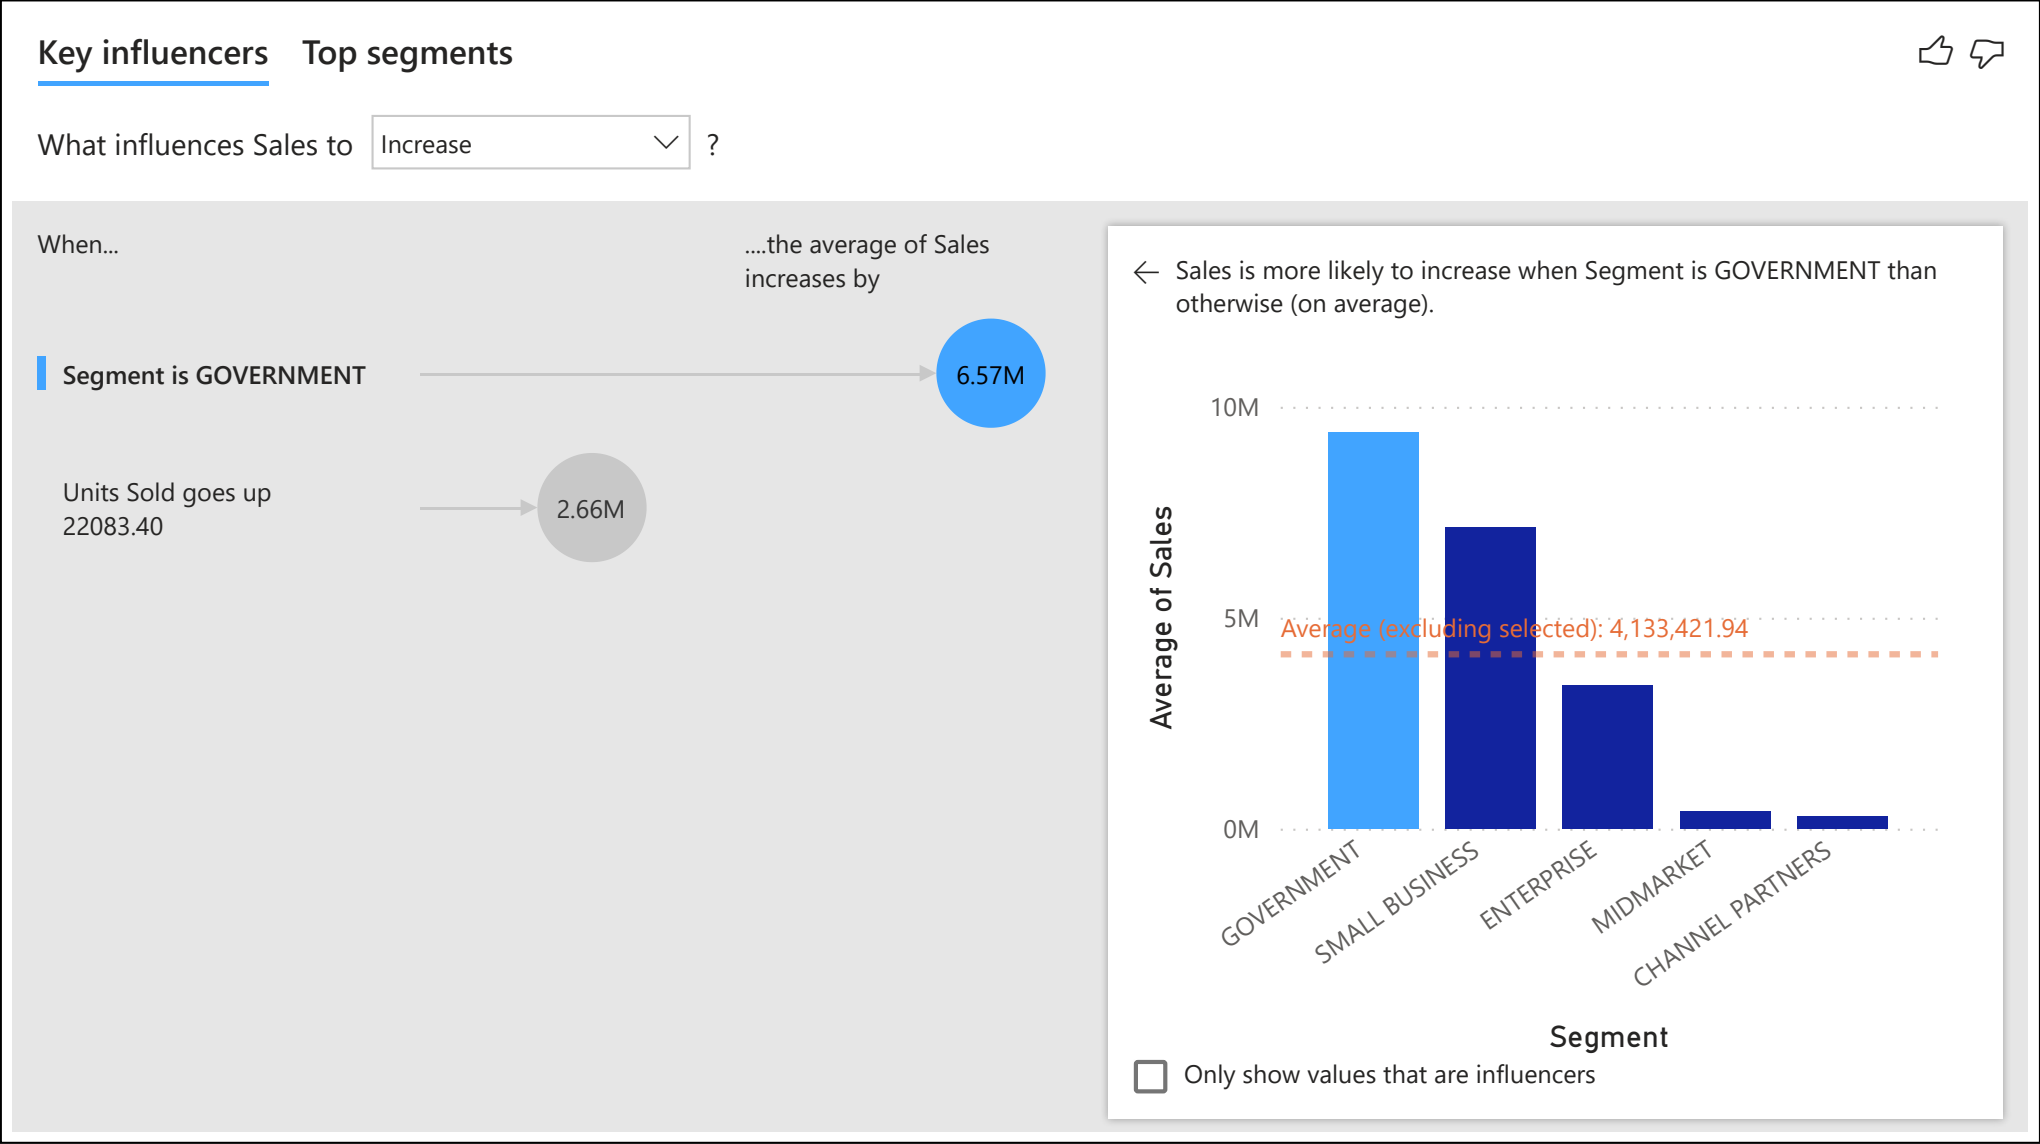 Key influencers Top segments
What influences Sales to Increase ?
When...
....the average of Sales
increases by
Segment is GOVERNMENT
6.57M
Units Sold goes up
22083.40
2.66M
Sales is more likely to increase when Segment is GOVERNMENT than
otherwise (on average).
10M
5M
0M
Average of Sales
Average (excluding selected): 4,133,421.94
GOVERNMENT
SMALL BUSINESS
ENTERPRISE
MIDMARKET
CHANNEL PARTNERS
Segment
Only show values that are influencers